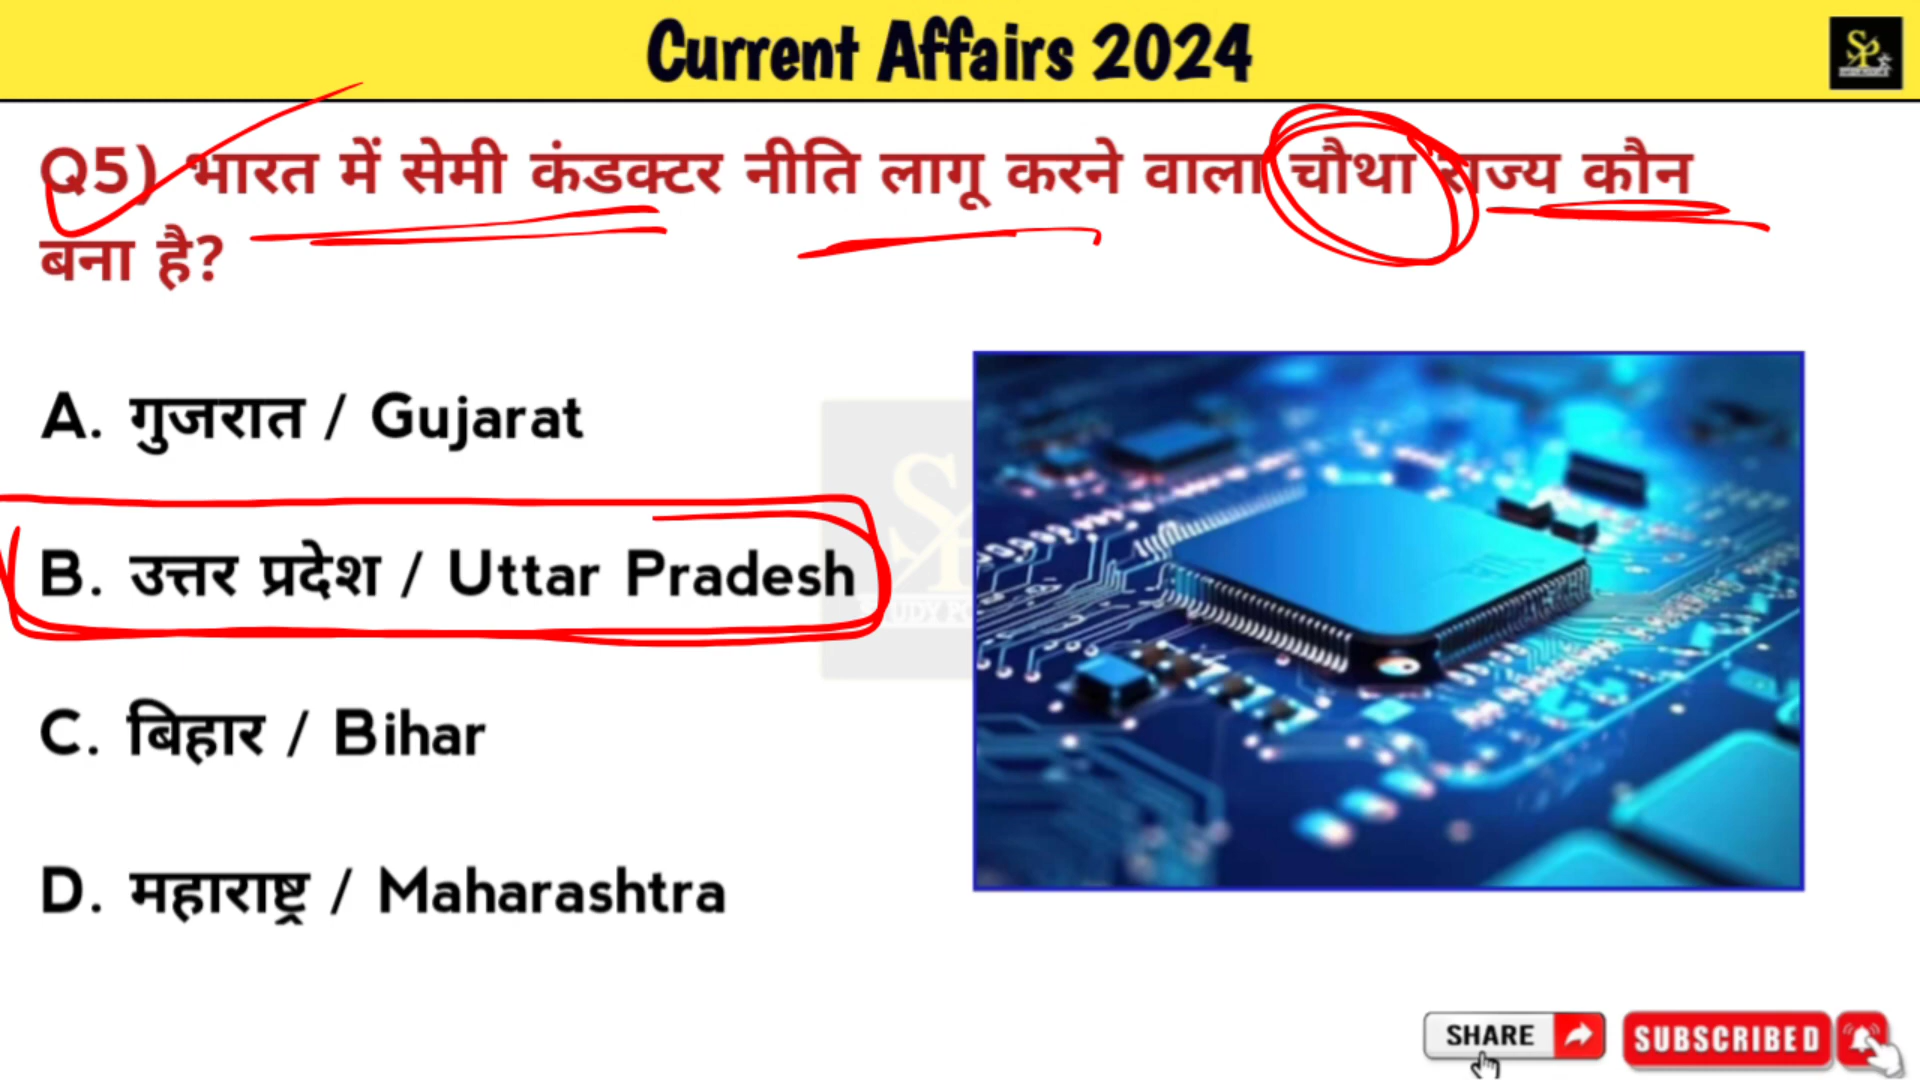 Current Affairs 2024
Q5) भारत में सेमी कंडक्टर नीति लागू करने वाला चौथा राज्य कौन
बना है?
A. गुजरात / Gujarat
B. उत्तर प्रदेश / Uttar Pradesh
C. बिहार / Bihar
D. महाराष्ट्र / Maharashtra
SHARE
SUBSCRIBED